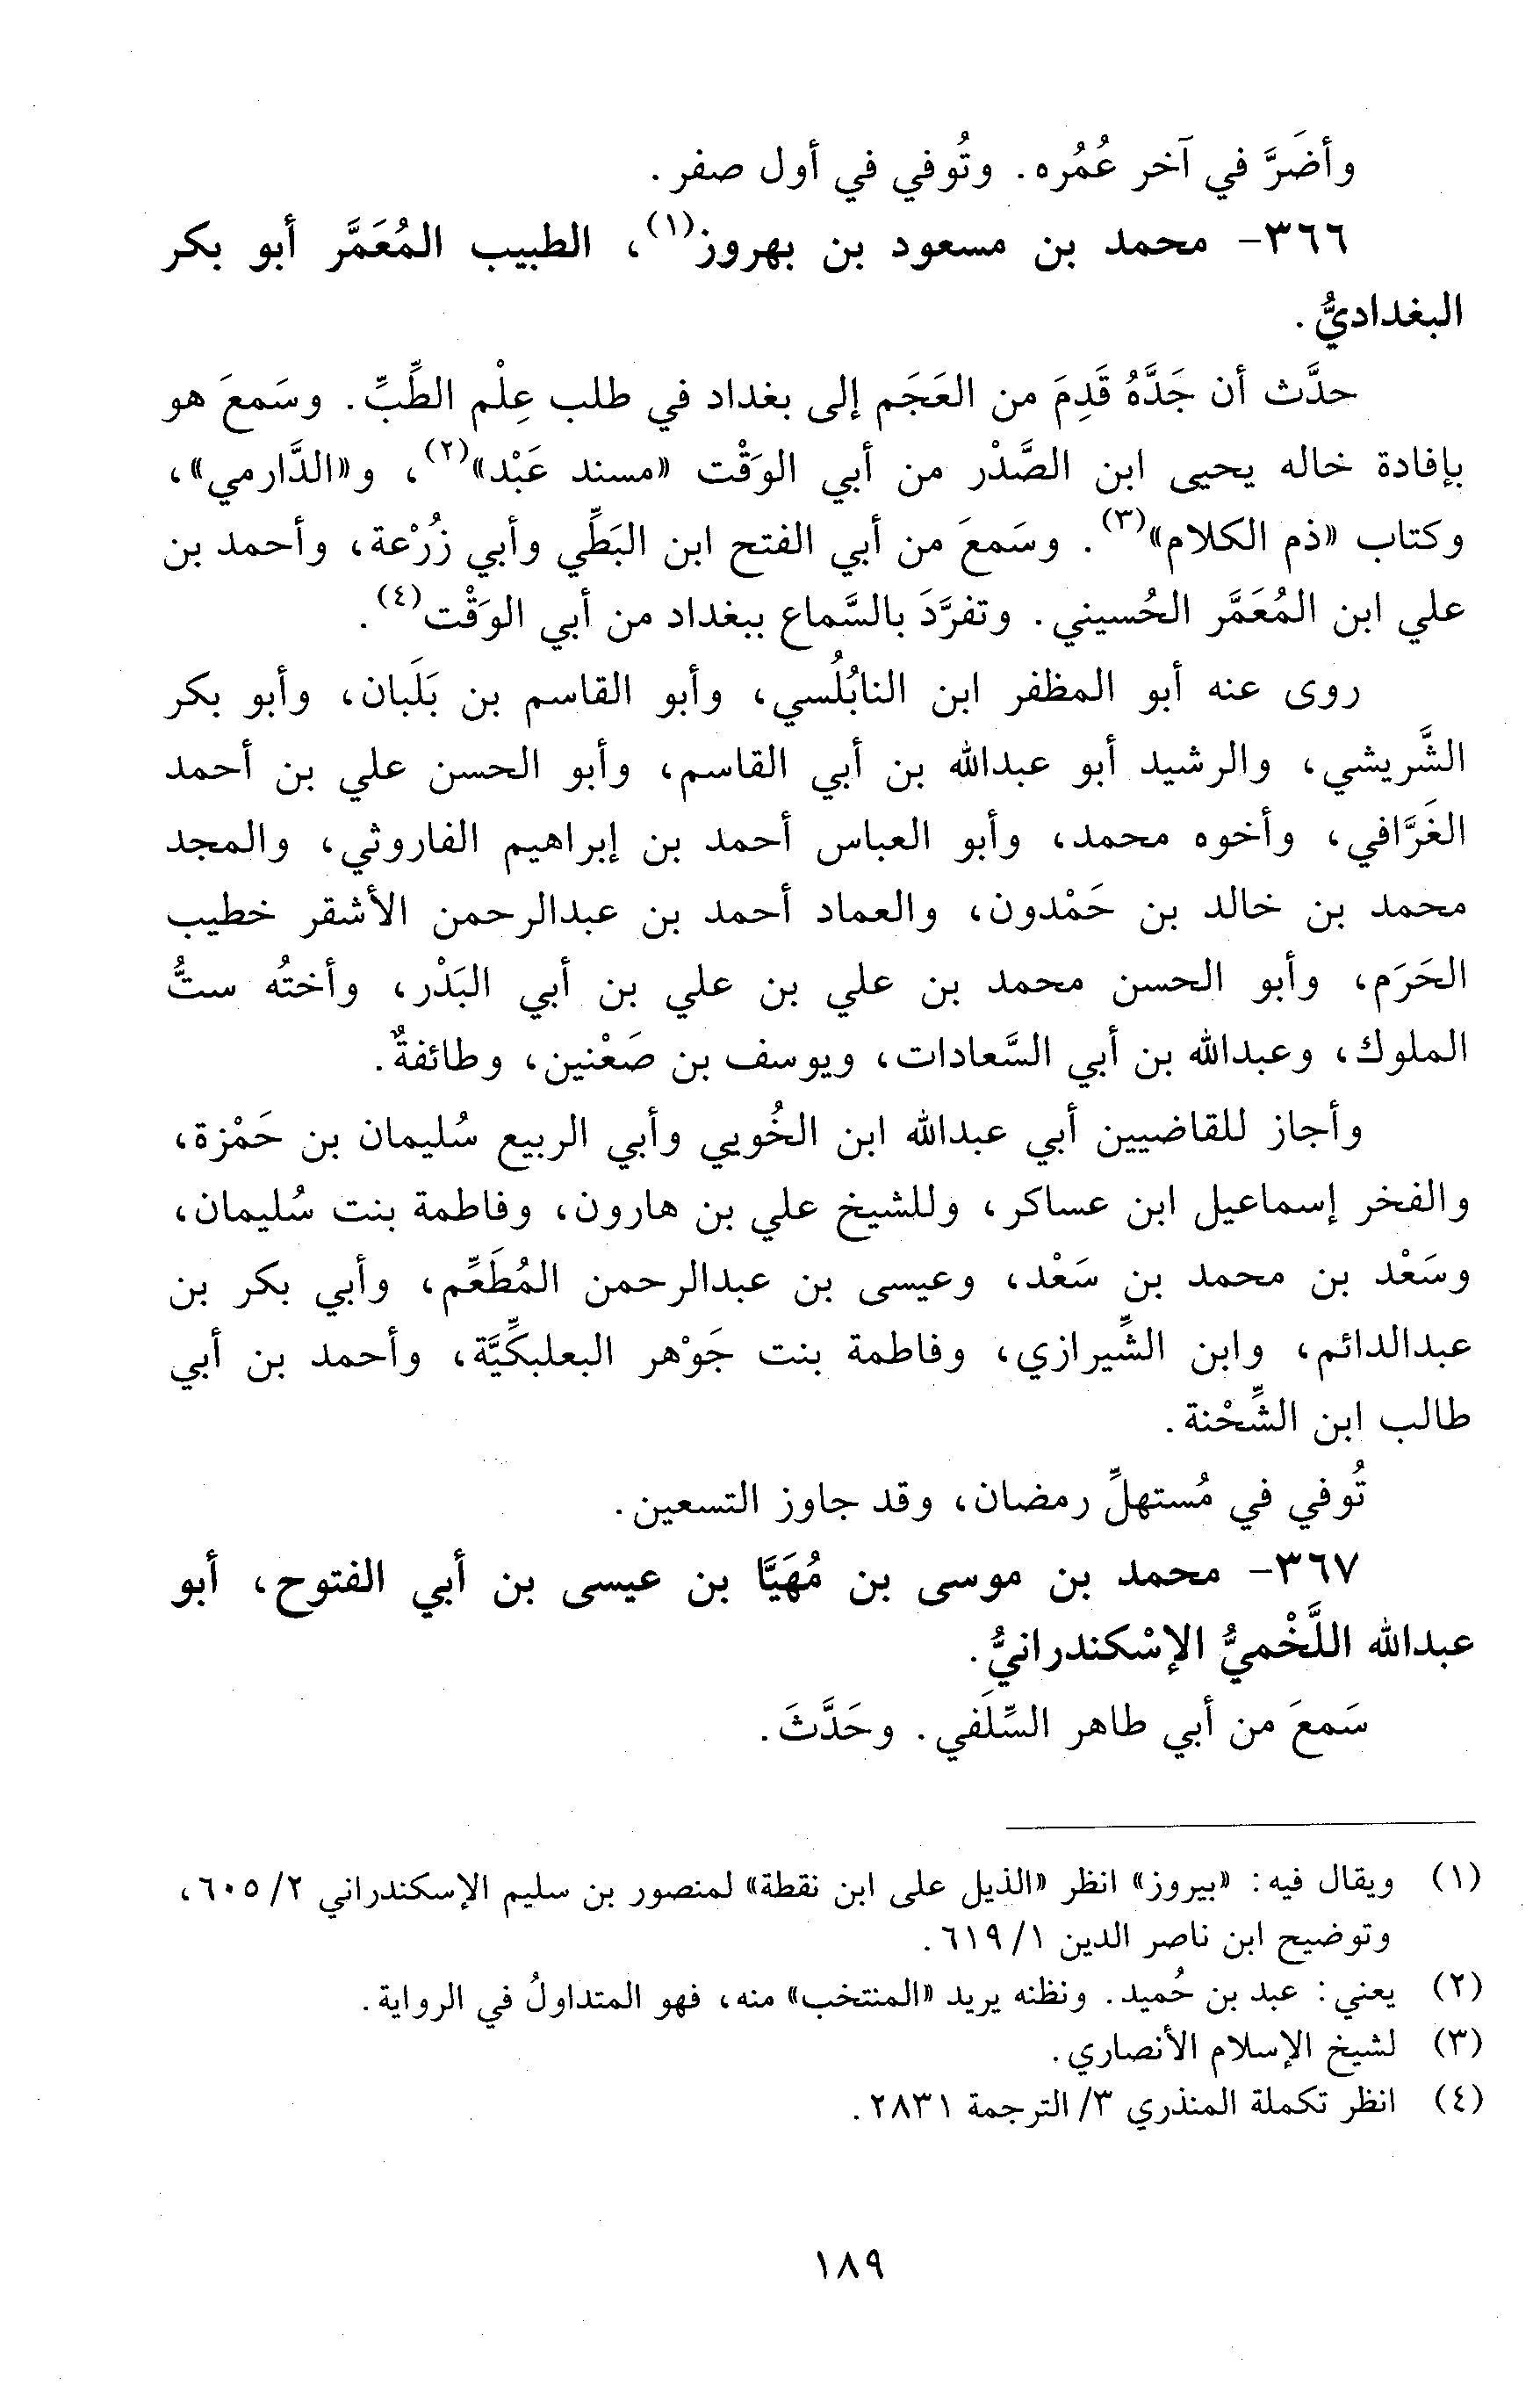 وأضَرَّ في آخر عُمُره. وتُوفي في أول صفر.
٣٦٦- محمد بن مسعود بن بهروز(١)، الطبيب المُعَمَّر أبو بكر
البغداديُّ.
حدَّث أن جَدَّهُ قَدِمَ من العَجَم إلى بغداد في طلب عِلْم الطِّبِّ. وسَمعَ هو
بإفادة خاله يحيى ابن الصَّدْر من أبي الوَقْت «مسند عَبْد»(٢)، و«الدَّارمي»،
وكتاب «ذم الكلام»(٣). وسَمعَ من أبي الفتح ابن البَطِّي وأبي زُرْعة، وأحمد بن
علي ابن المُعَمَّر الحُسيني. وتفرَّدَ بالسَّماع ببغداد من أبي الوَقْت(٤).
روى عنه أبو المظفر ابن النابُلُسي، وأبو القاسم بن بَلَبان، وأبو بكر
الشَّريشي، والرشيد أبو عبدالله بن أبي القاسم، وأبو الحسن علي بن أحمد
الغَرَّافي، وأخوه محمد، وأبو العباس أحمد بن إبراهيم الفاروثي، والمجد
محمد بن خالد بن حَمْدون، والعماد أحمد بن عبدالرحمن الأشقر خطيب
الحَرَم، وأبو الحسن محمد بن علي بن علي بن أبي البَدْر، وأختُه ستُّ
الملوك، وعبدالله بن أبي السَّعادات، ويوسف بن صَعْنين، وطائفةٌ.
وأجاز للقاضيين أبي عبدالله ابن الخُويي وأبي الربيع سُليمان بن حَمْزة،
والفخر إسماعيل ابن عساكر، وللشيخ علي بن هارون، وفاطمة بنت سُليمان،
وسَعْد بن محمد بن سَعْد، وعيسى بن عبدالرحمن المُطَعِّم، وأبي بكر بن
عبدالدائم، وابن الشِّيرازي، وفاطمة بنت جَوْهر البعلبكِّيَّة، وأحمد بن أبي
طالب ابن الشِّحْنة.
تُوفي في مُستهلِّ رمضان، وقد جاوز التسعين.
٣٦٧- محمد بن موسى بن مُهَيَّا بن عيسى بن أبي الفتوح، أبو
عبدالله اللَّخْميُّ الإسْكندرانيُّ.
سَمعَ من أبي طاهر السِّلَفي. وحَدَّثَ.
(١) ويقال فيه: «بيروز» انظر «الذيل على ابن نقطة» لمنصور بن سليم الإسكندراني ٢/ ٦٠٥،
وتوضيح ابن ناصر الدين ١/ ٦١٩.
(٢) يعني: عبد بن حُميد. ونظنه يريد «المنتخب» منه، فهو المتداولُ في الرواية.
(٣) لشيخ الإسلام الأنصاري.
(٤) انظر تكملة المنذري ٣/ الترجمة ٢٨٣١.
١٨٩